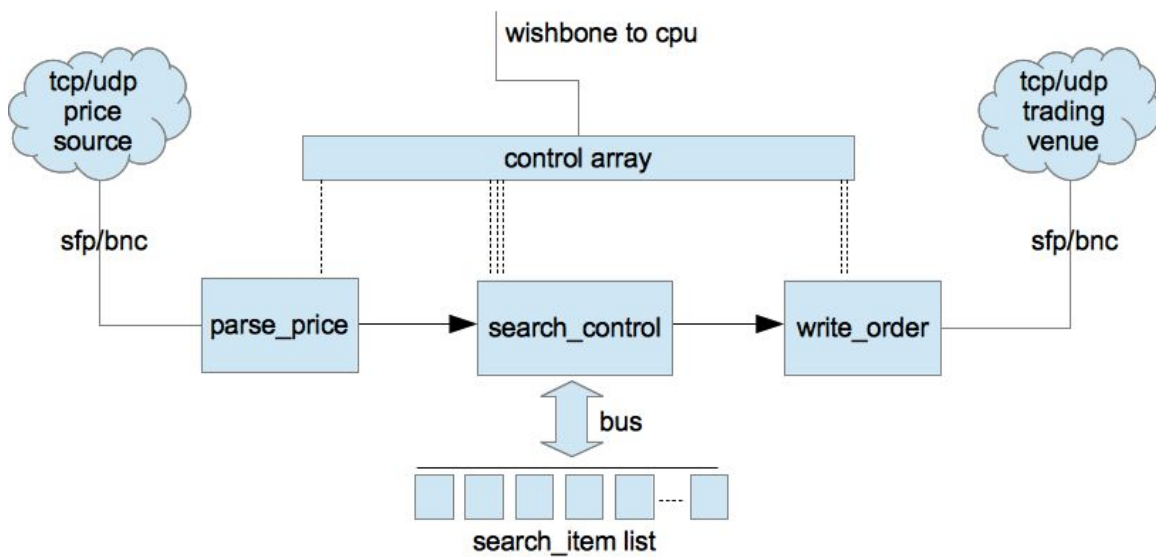 wishbone to cpu
tcp/udp
price
source
tcp/udp
trading
venue
control array
sfp/bnc
sfp/bnc
parse_price
search_control
write_order
bus
search_item list